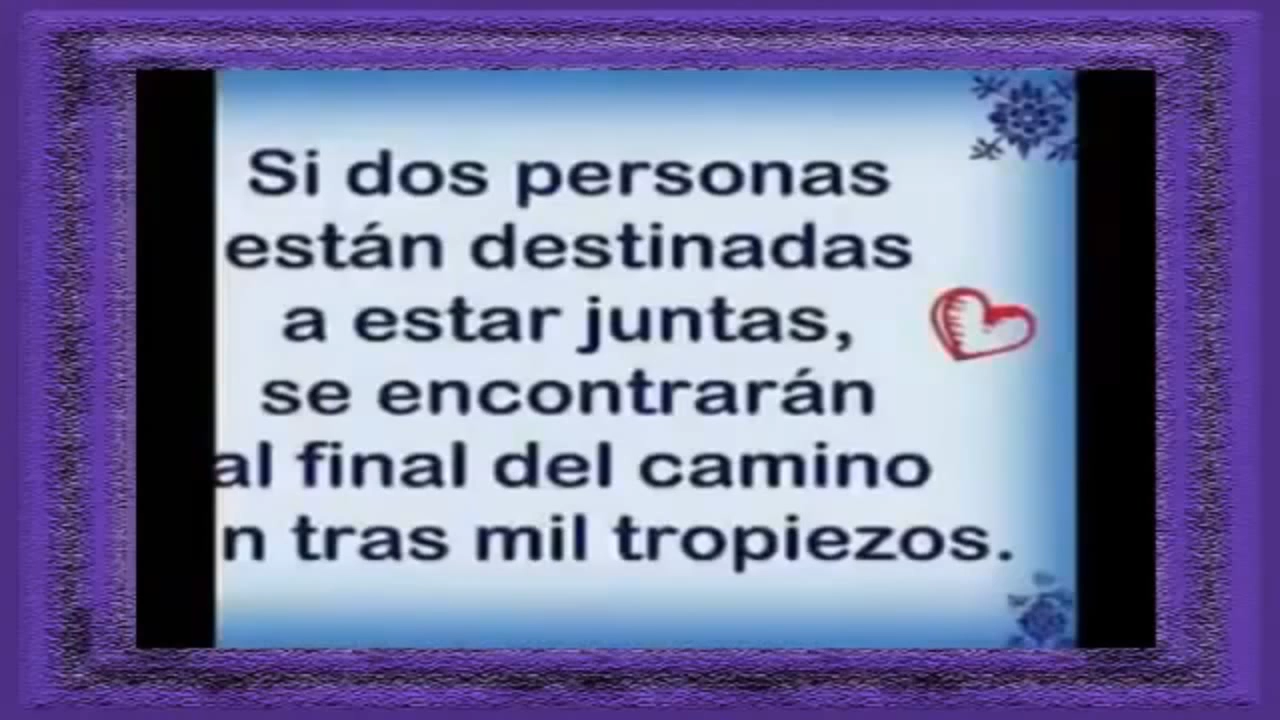 Si dos personas
están destinadas
a estar juntas,
se encontrarán
al final del camino
n tras mil tropiezos.